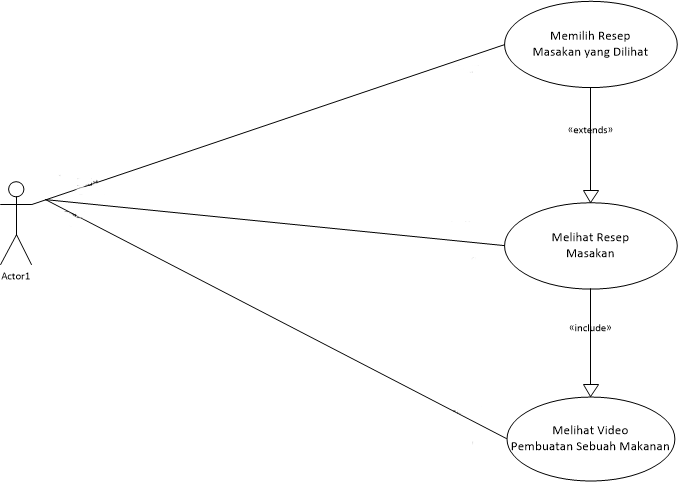 Memilih Resep
Masakan yang Dilihat
«extends»
Actor1
Melihat Resep
Masakan
«include»
Melihat Video
Pembuatan Sebuah Makanan